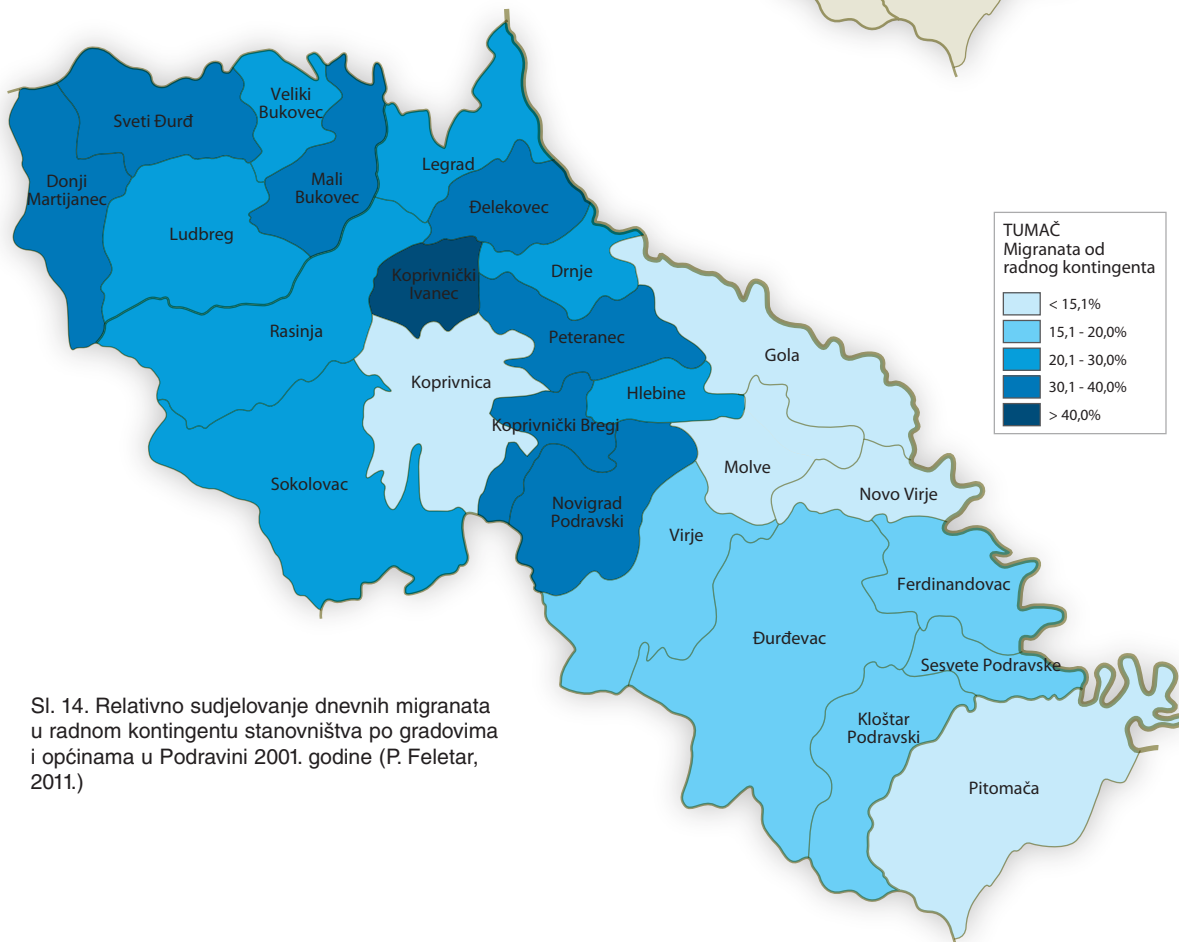 Veliki
Bukovec
Sveti Đurđ
Legrad
Donji
Martijanec
Mali
Bukovec
Đelekovec
Ludbreg
TUMAČ
Migranata od
radnog kontingenta
< 15,1%
15,1 - 20,0%
20,1 - 30,0%
30,1 - 40,0%
> 40,0%
Koprivnički
Ivanec
Drnje
Rasinja
Peteranec
Gola
Koprivnica
Hlebine
Koprivnički Bregi
Molve
Sokolovac
Novo Virje
Novigrad
Podravski
Virje
Ferdinandovac
Đurđevac
Sesvete Podravske
Kloštar
Podravski
Pitomača
Sl. 14. Relativno sudjelovanje dnevnih migranata
u radnom kontingentu stanovništva po gradovima
i općinama u Podravini 2001. godine (P. Feletar,
2011.)